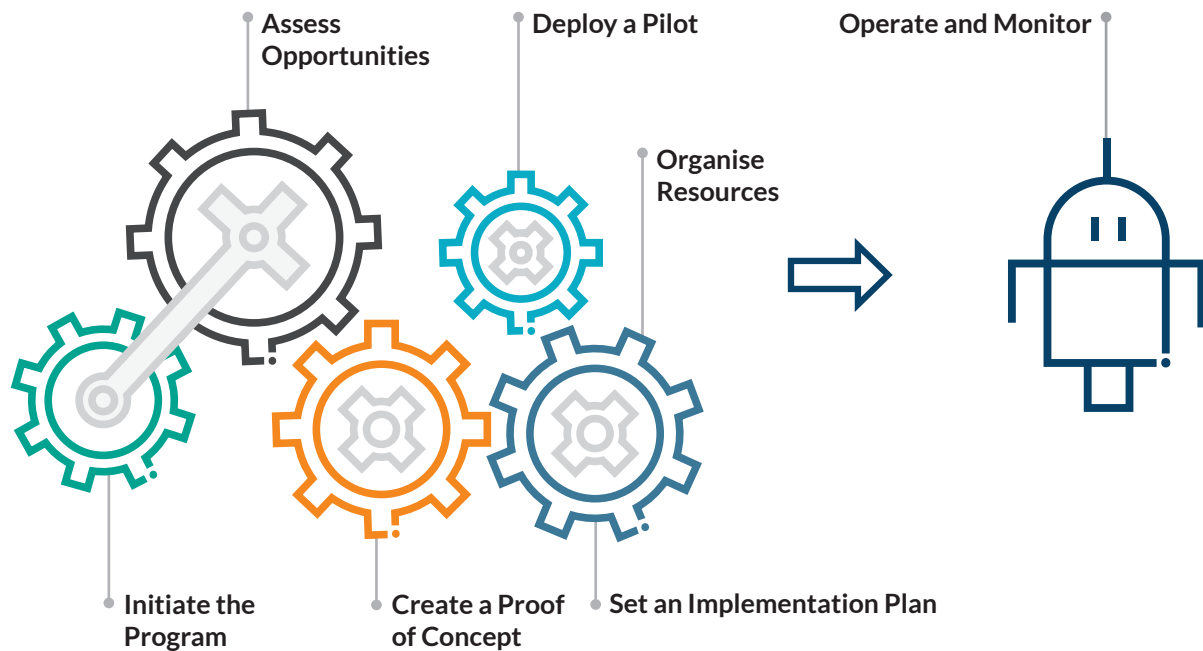 Assess
Opportunities
Deploy a Pilot
Operate and Monitor
Organise
Resources
Initiate the
Program
Create a Proof
of Concept
Set an Implementation Plan